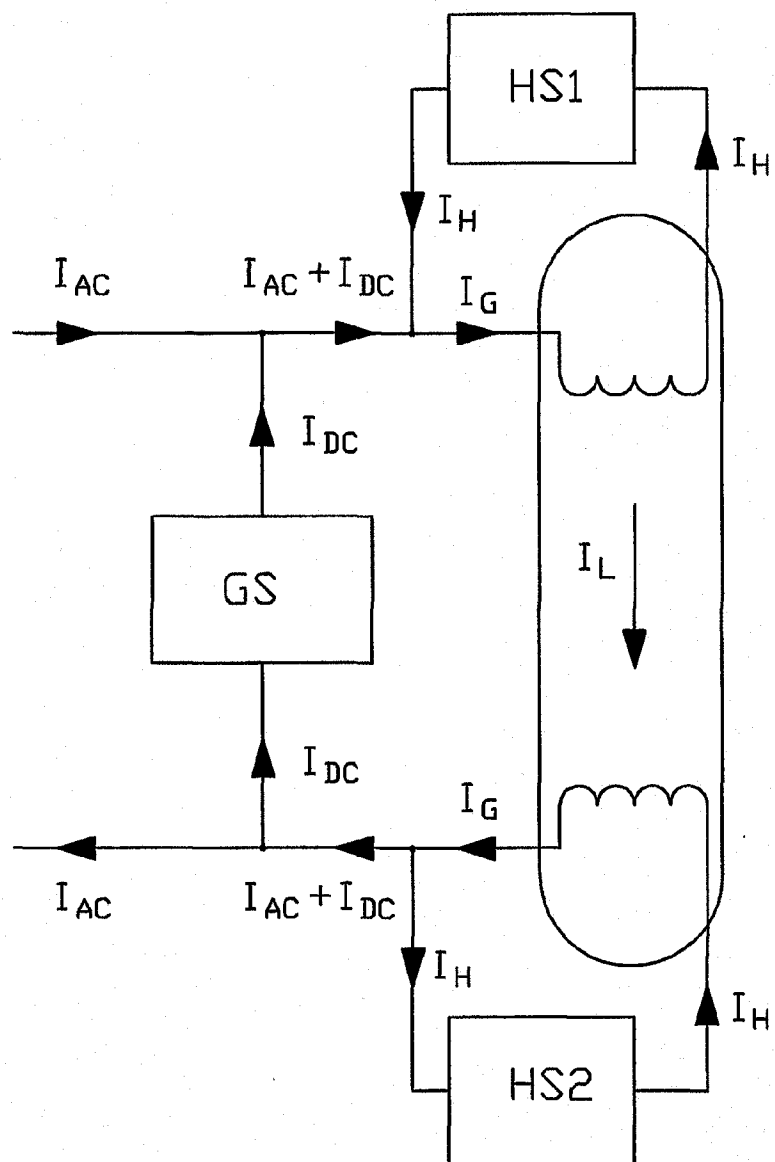 HS1
I_H
I_H
I_AC
I_AC + I_DC
I_G
I_DC
I_L
GS
I_DC
I_G
I_AC
I_AC + I_DC
I_H
I_H
HS2